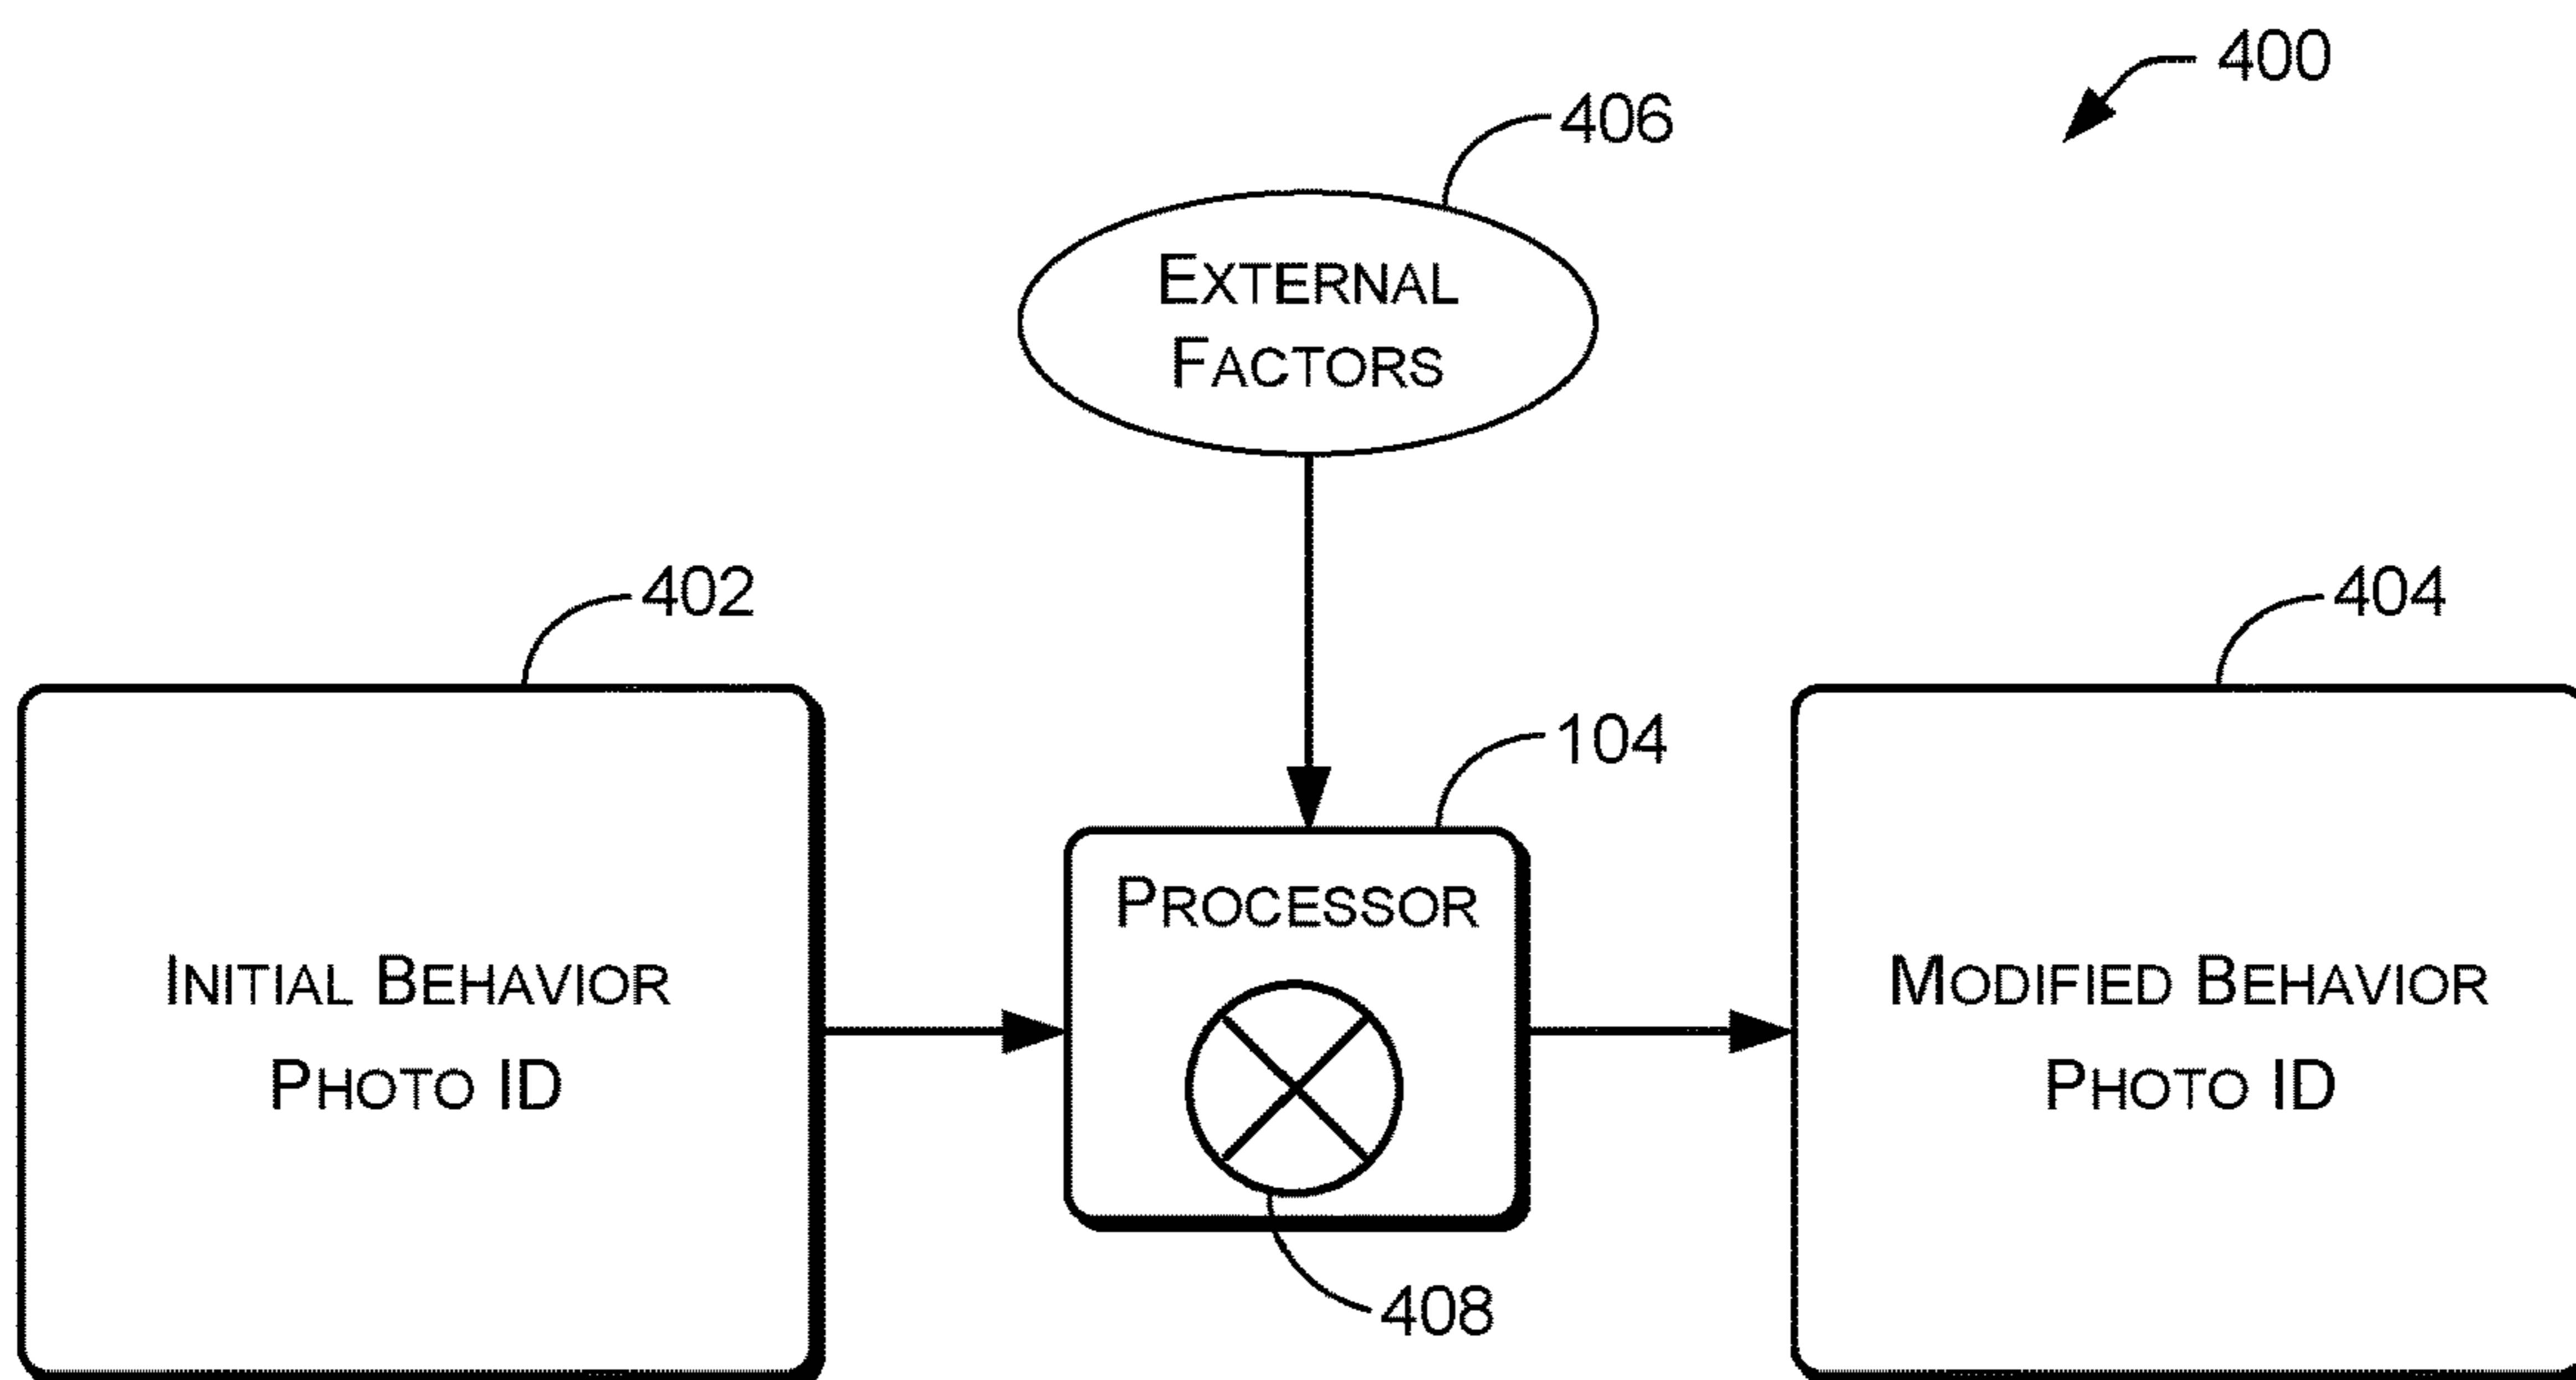 400
406
EXTERNAL
FACTORS
402
404
104
PROCESSOR
INITIAL BEHAVIOR
PHOTO ID
MODIFIED BEHAVIOR
PHOTO ID
408